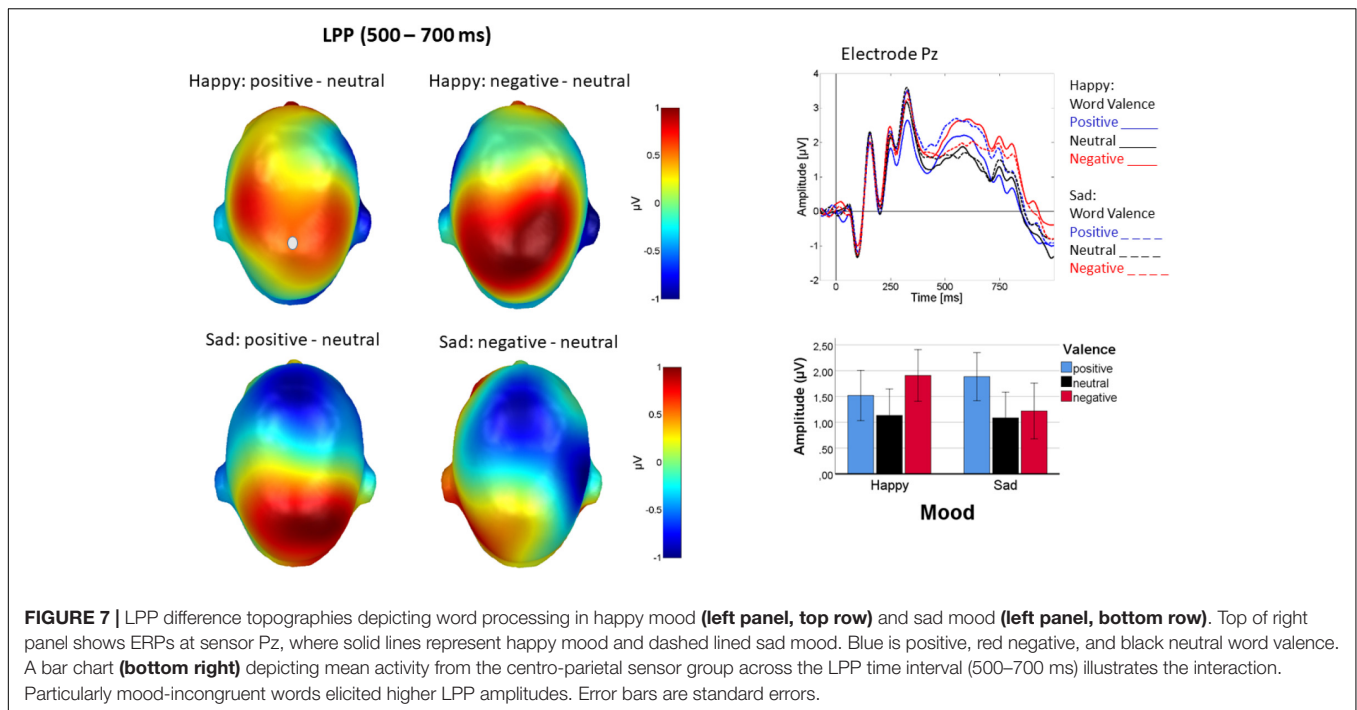 LPP (500 – 700 ms)
Happy: positive - neutral
Happy: negative - neutral
1
0.5
0
-0.5
-1
µV
Sad: positive - neutral
Sad: negative - neutral
1
0.5
0
-0.5
-1
µV
Electrode Pz
4
3
2
1
0
-1
-2
Amplitude [µV]
0
250
500
750
Time [ms]
Happy:
Word Valence
Positive _____
Neutral _____
Negative _____
Sad:
Word Valence
Positive _ _ _ _
Neutral _ _ _ _
Negative _ _ _ _
2,50
2,00
1,50
1,00
,50
,00
Amplitude (µV)
Happy
Sad
Mood
Valence
positive
neutral
negative
FIGURE 7 | LPP difference topographies depicting word processing in happy mood (left panel, top row) and sad mood (left panel, bottom row). Top of right
panel shows ERPs at sensor Pz, where solid lines represent happy mood and dashed lined sad mood. Blue is positive, red negative, and black neutral word valence.
A bar chart (bottom right) depicting mean activity from the centro-parietal sensor group across the LPP time interval (500–700 ms) illustrates the interaction.
Particularly mood-incongruent words elicited higher LPP amplitudes. Error bars are standard errors.